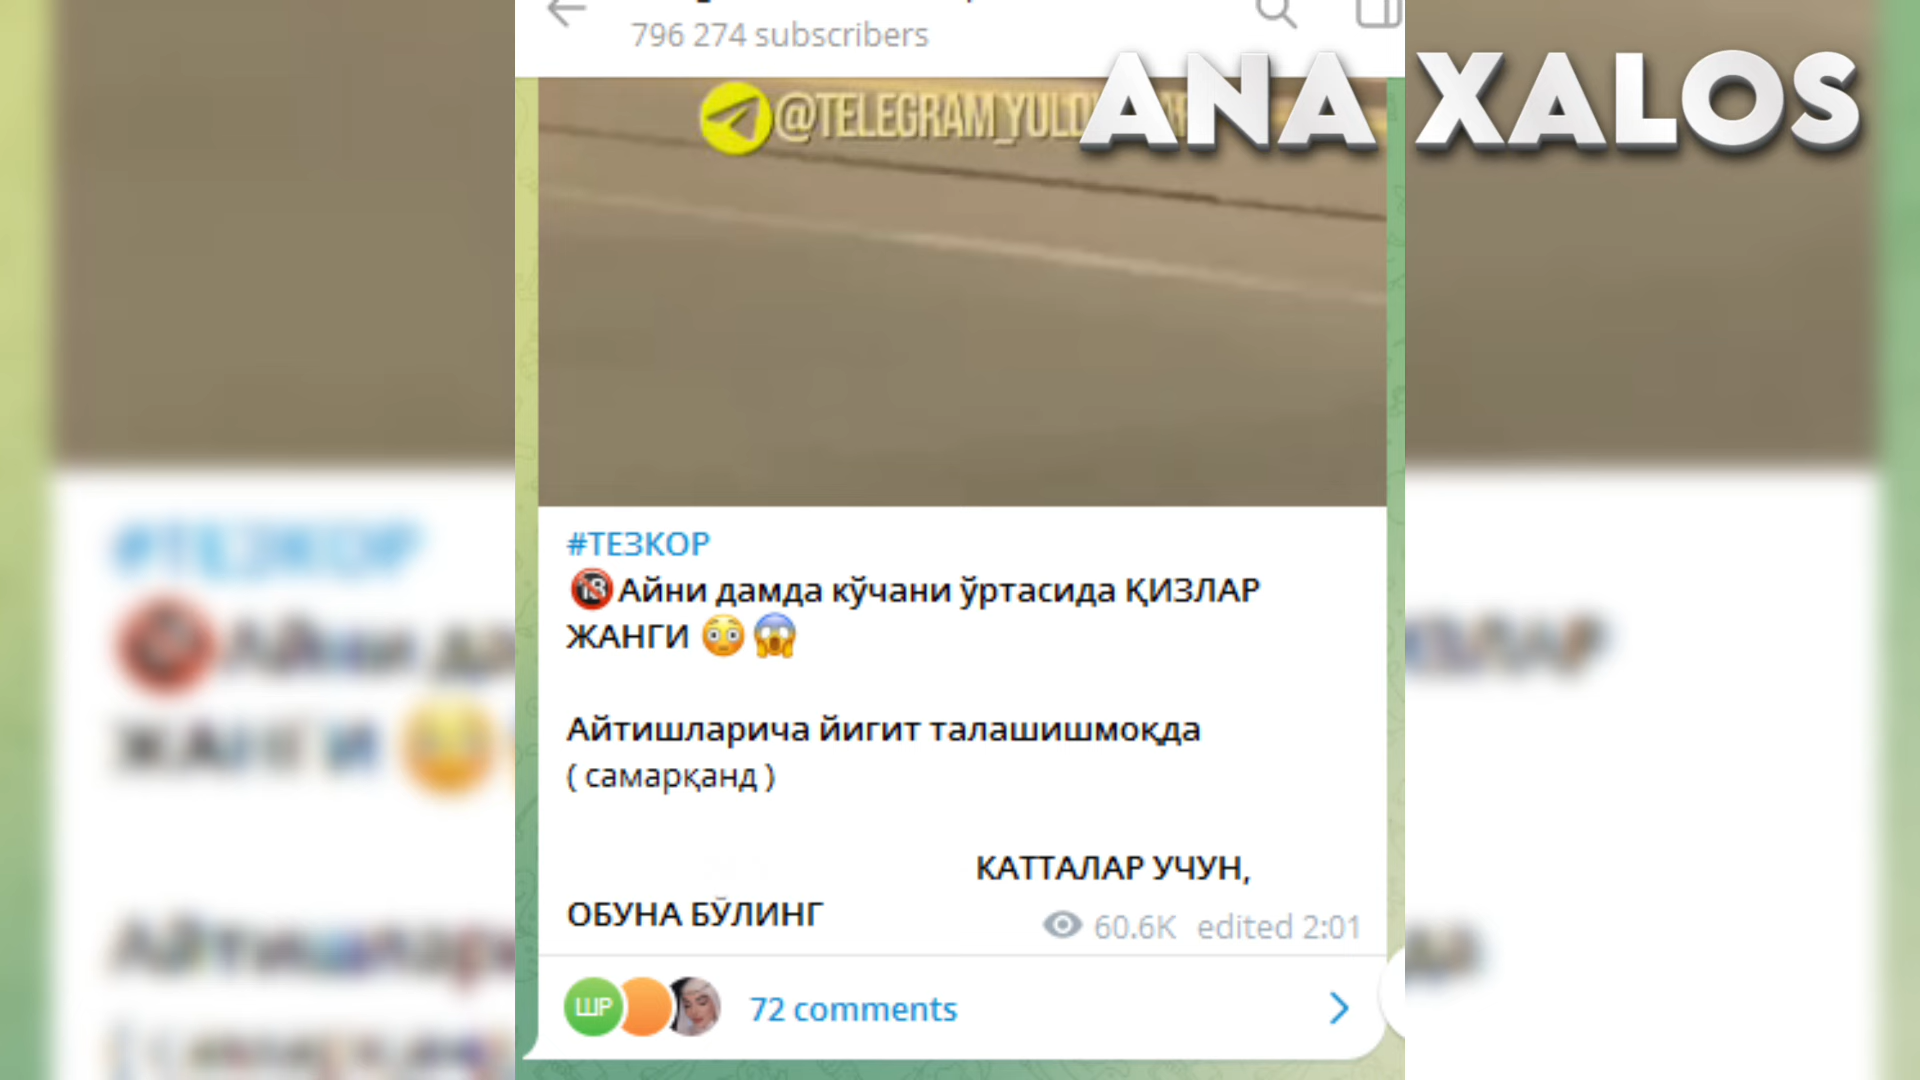 796 274 subscribers
@TELEGRAM_YULDUZLARI
ANA XALOS
#ТЕЗКОР
🔞Айни дамда кўчани ўртасида ҚИЗЛАР
ЖАНГИ 😳😱
Айтишларича йигит талашишмоқда
( самарқанд )
КАТТАЛАР УЧУН,
ОБУНА БЎЛИНГ
60.6K edited 2:01
ШР
72 comments